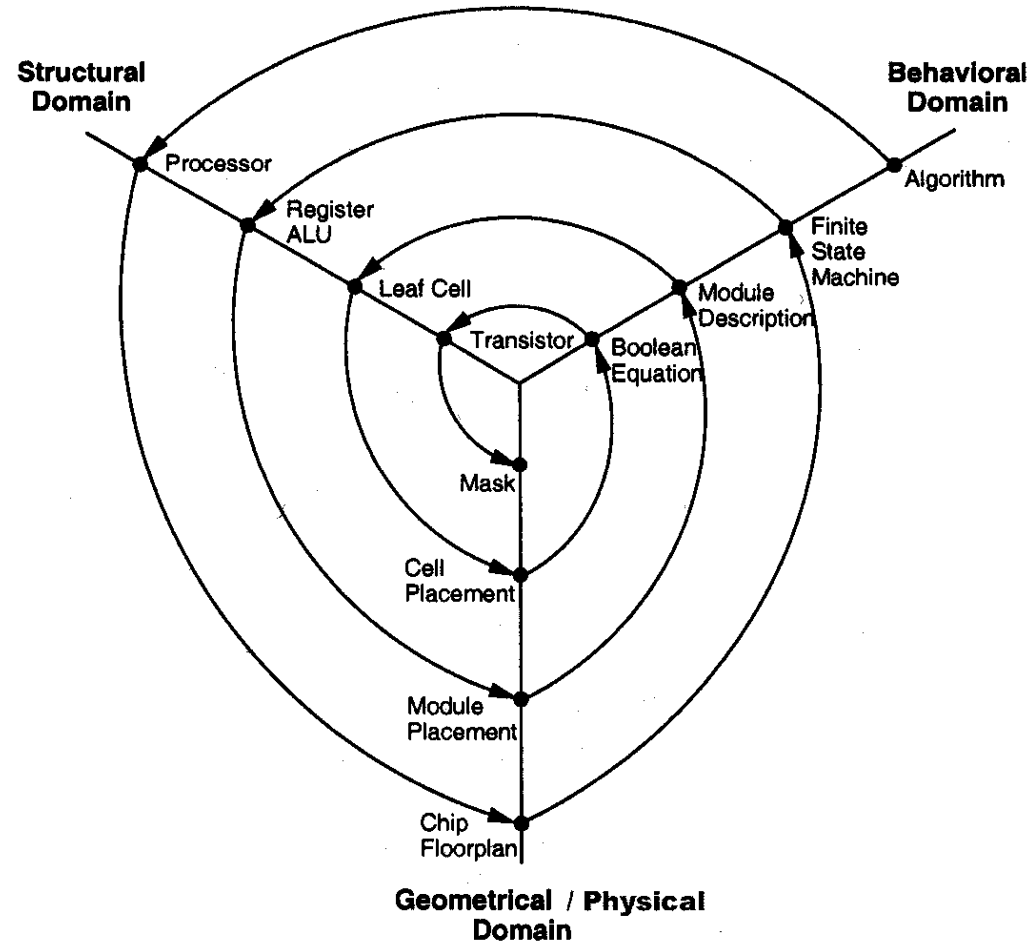 Structural
Domain
Behavioral
Domain
Processor
Algorithm
Register
ALU
Finite
State
Machine
Leaf Cell
Module
Description
Transistor
Boolean
Equation
Mask
Cell
Placement
Module
Placement
Chip
Floorplan
Geometrical / Physical
Domain